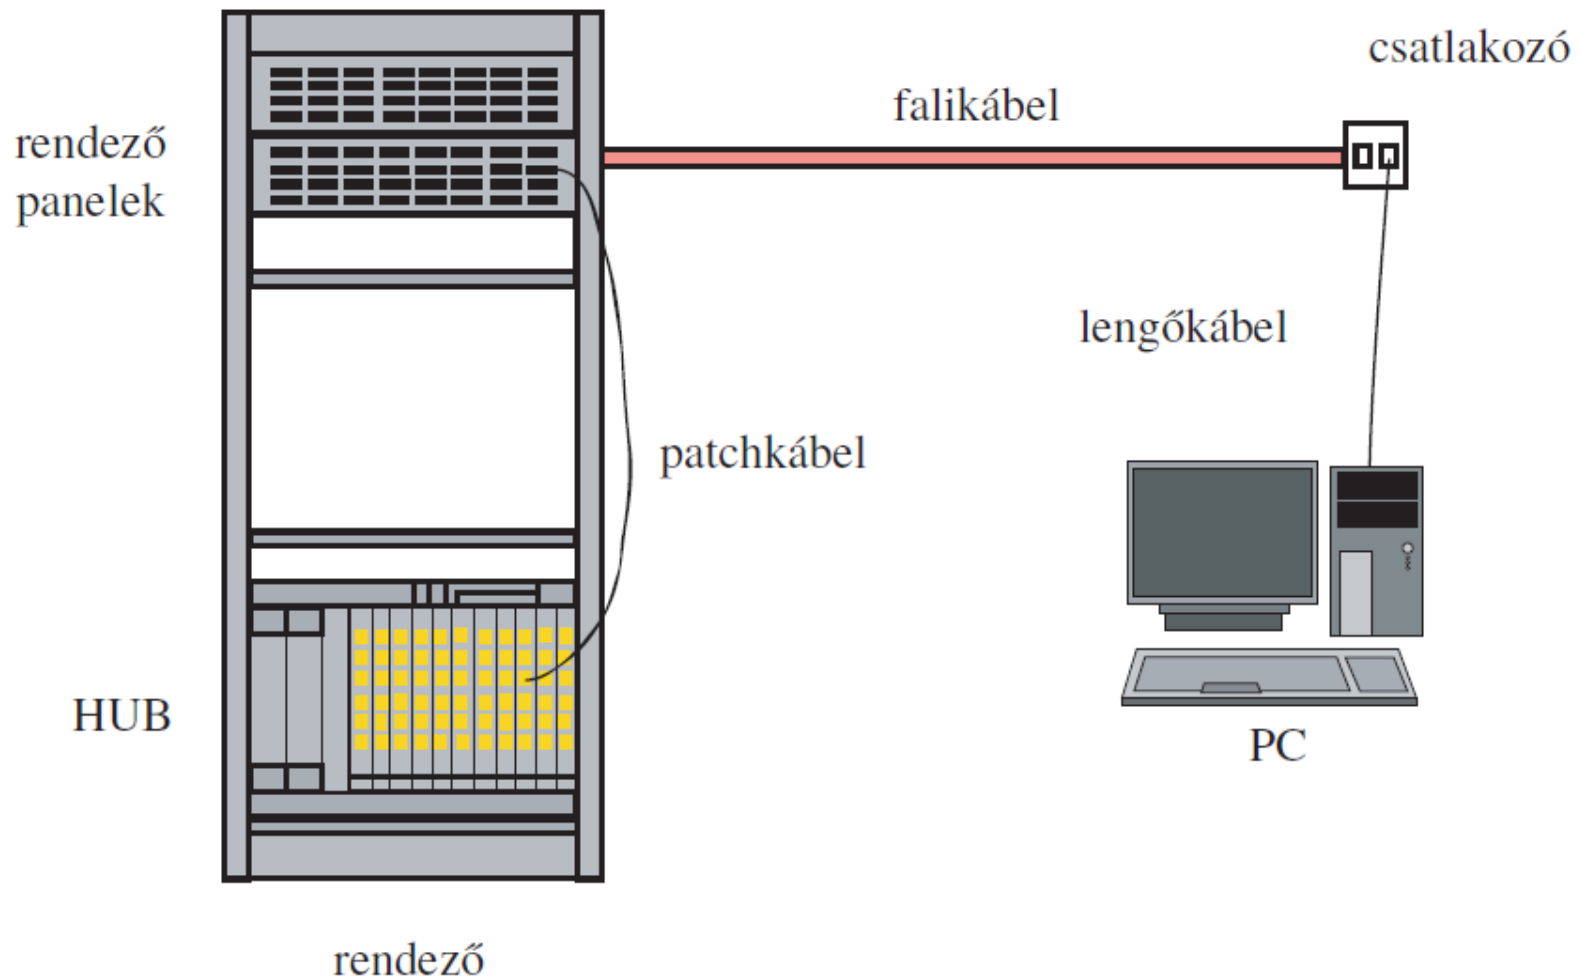 csatlakozó
falikábel
rendező
panelek
lengőkábel
patchkábel
HUB
PC
rendező